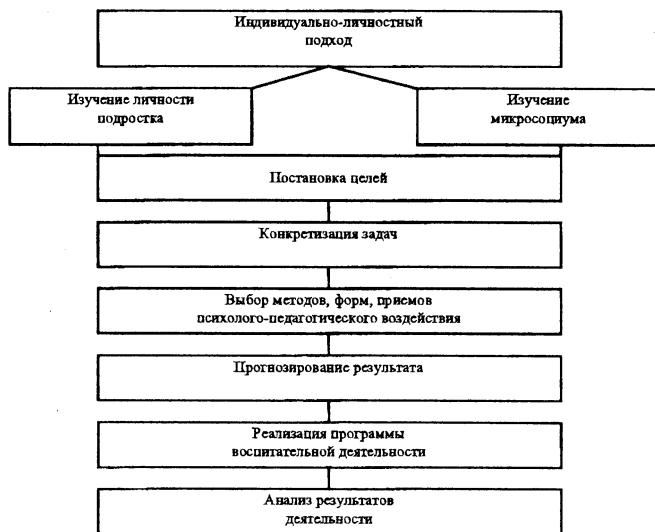 Индивидуально-личностный
подход
Изучение личности
подростка
Изучение
микросоциума
Постановка целей
Конкретизация задач
Выбор методов, форм, приемов
психолого-педагогического воздействия
Прогнозирование результата
Реализация программы
воспитательной деятельности
Анализ результатов
деятельности